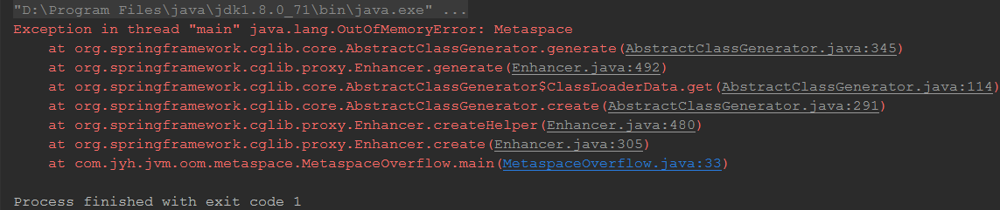 "D:\Program Files\java\jdk1.8.0_71\bin\java.exe" ...
Exception in thread "main" java.lang.OutOfMemoryError: Metaspace
at org.springframework.cglib.core.AbstractClassGenerator.generate(AbstractClassGenerator.java:345)
at org.springframework.cglib.proxy.Enhancer.generate(Enhancer.java:492)
at org.springframework.cglib.core.AbstractClassGenerator$ClassLoaderData.get(AbstractClassGenerator.java:114)
at org.springframework.cglib.core.AbstractClassGenerator.create(AbstractClassGenerator.java:291)
at org.springframework.cglib.proxy.Enhancer.createHelper(Enhancer.java:480)
at org.springframework.cglib.proxy.Enhancer.create(Enhancer.java:305)
at com.jyh.jvm.oom.metaspace.MetaspaceOverflow.main(MetaspaceOverflow.java:33)
Process finished with exit code 1